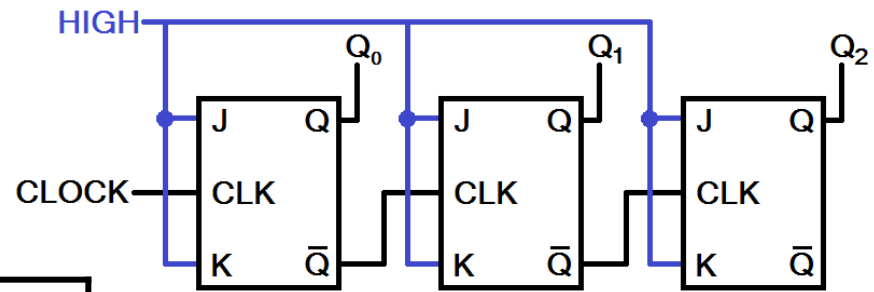 HIGH
Q₀ Q₁ Q₂
J Q J Q J Q
CLOCK CLK CLK CLK
K Q̅ K Q̅ K Q̅